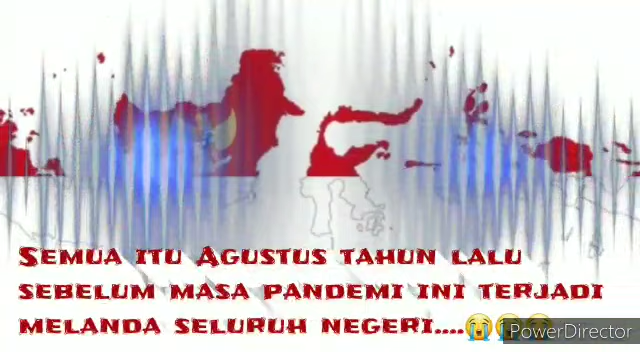 Semua itu Agustus tahun lalu
sebelum masa pandemi ini terjadi
melanda seluruh negeri....😭😭😭
PowerDirector